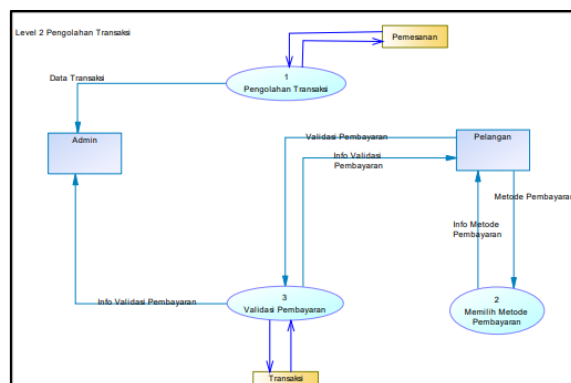 Level 2 Pengolahan Transaksi
Pemesanan
1
Pengolahan Transaksi
Data Transaksi
Admin
Pelangan
Validasi Pembayaran
Info Validasi
Pembayaran
Metode Pembayaran
Info Metode
Pembayaran
Info Validasi Pembayaran
3
Validasi Pembayaran
2
Memilih Metode
Pembayaran
Transaksi